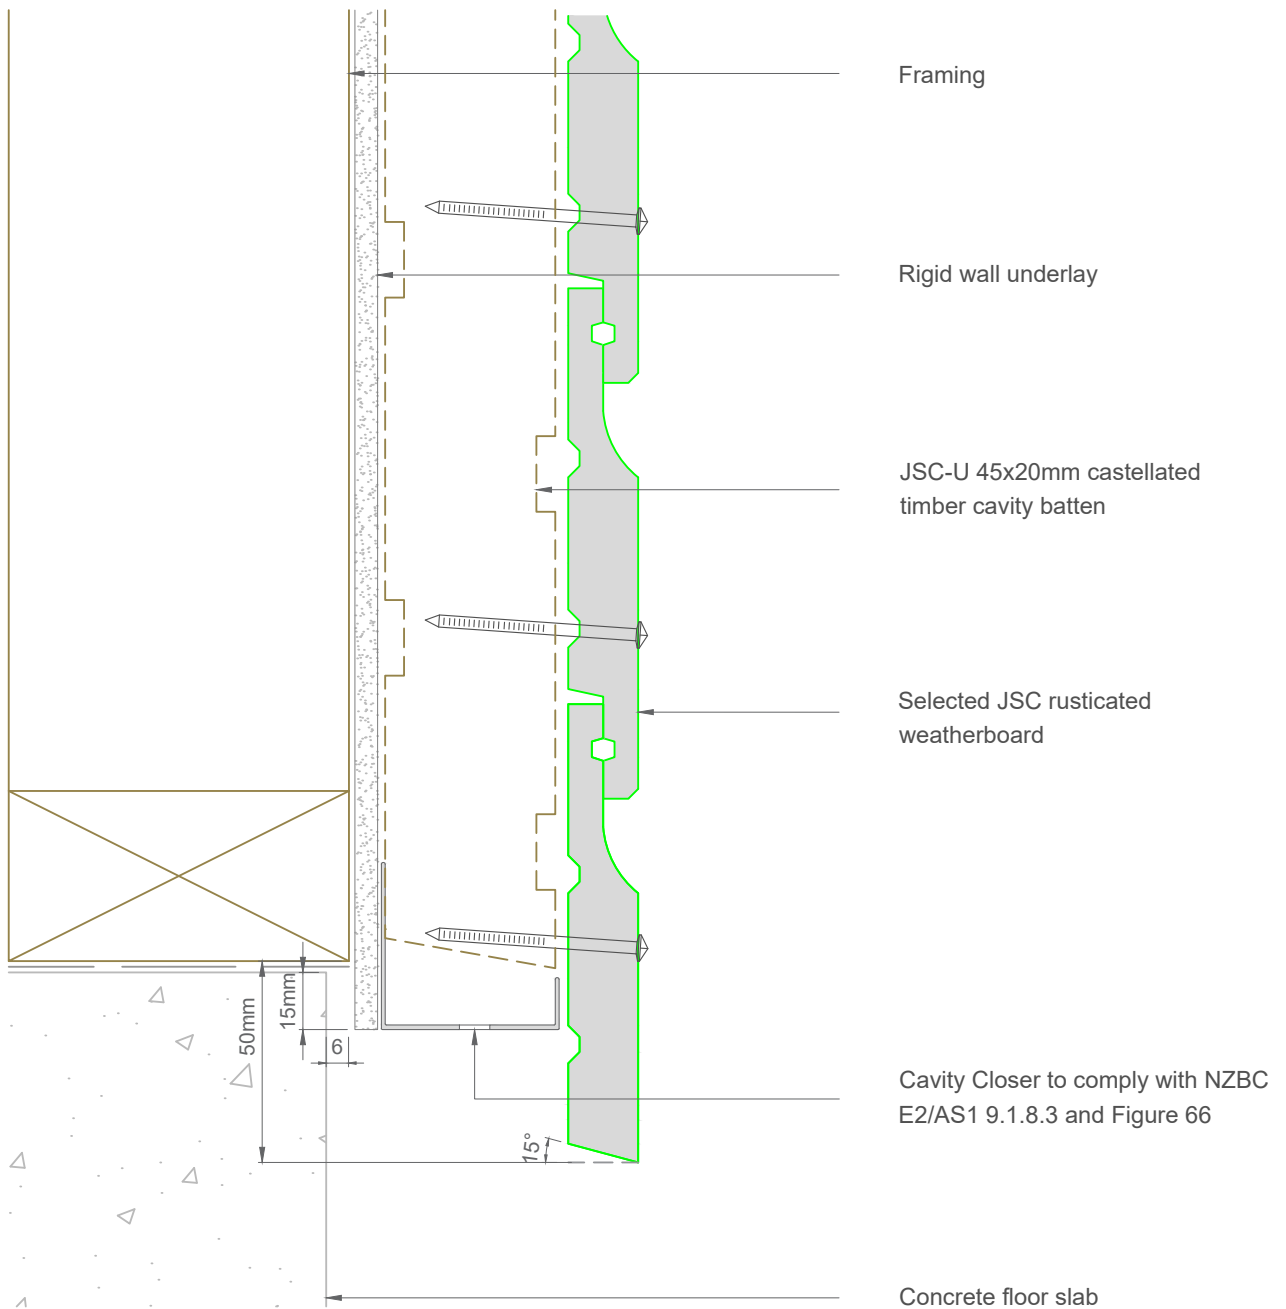 Framing
Rigid wall underlay
JSC-U 45x20mm castellated
timber cavity batten
Selected JSC rusticated
weatherboard
15mm
50mm
6
Cavity Closer to comply with NZBC
E2/AS1 9.1.8.3 and Figure 66
15°
Concrete floor slab